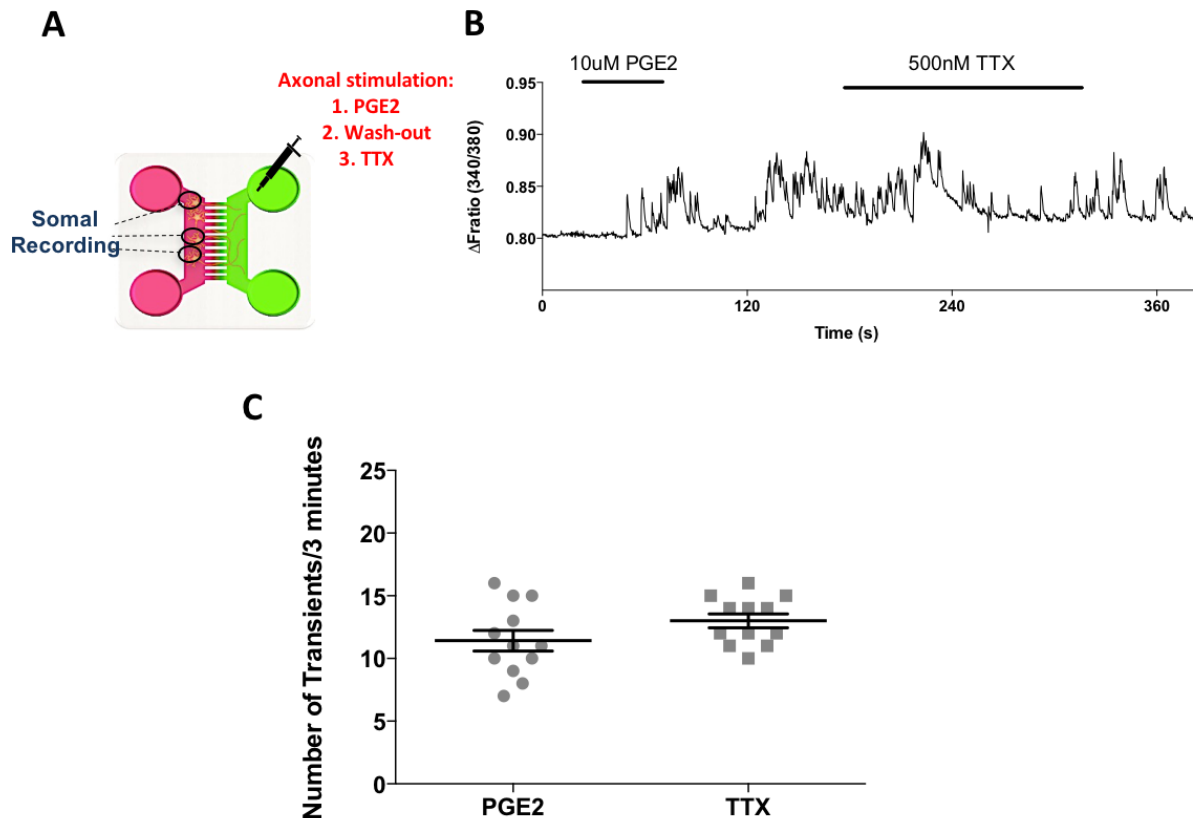 A
Axonal stimulation:
1. PGE2
2. Wash-out
3. TTX
Somal
Recording
B
10uM PGE2
500nM TTX
ΔFratio (340/380)
0.95
0.90
0.85
0.80
0
120
240
360
Time (s)
C
Number of Transients/3 minutes
25
20
15
10
5
0
PGE2
TTX